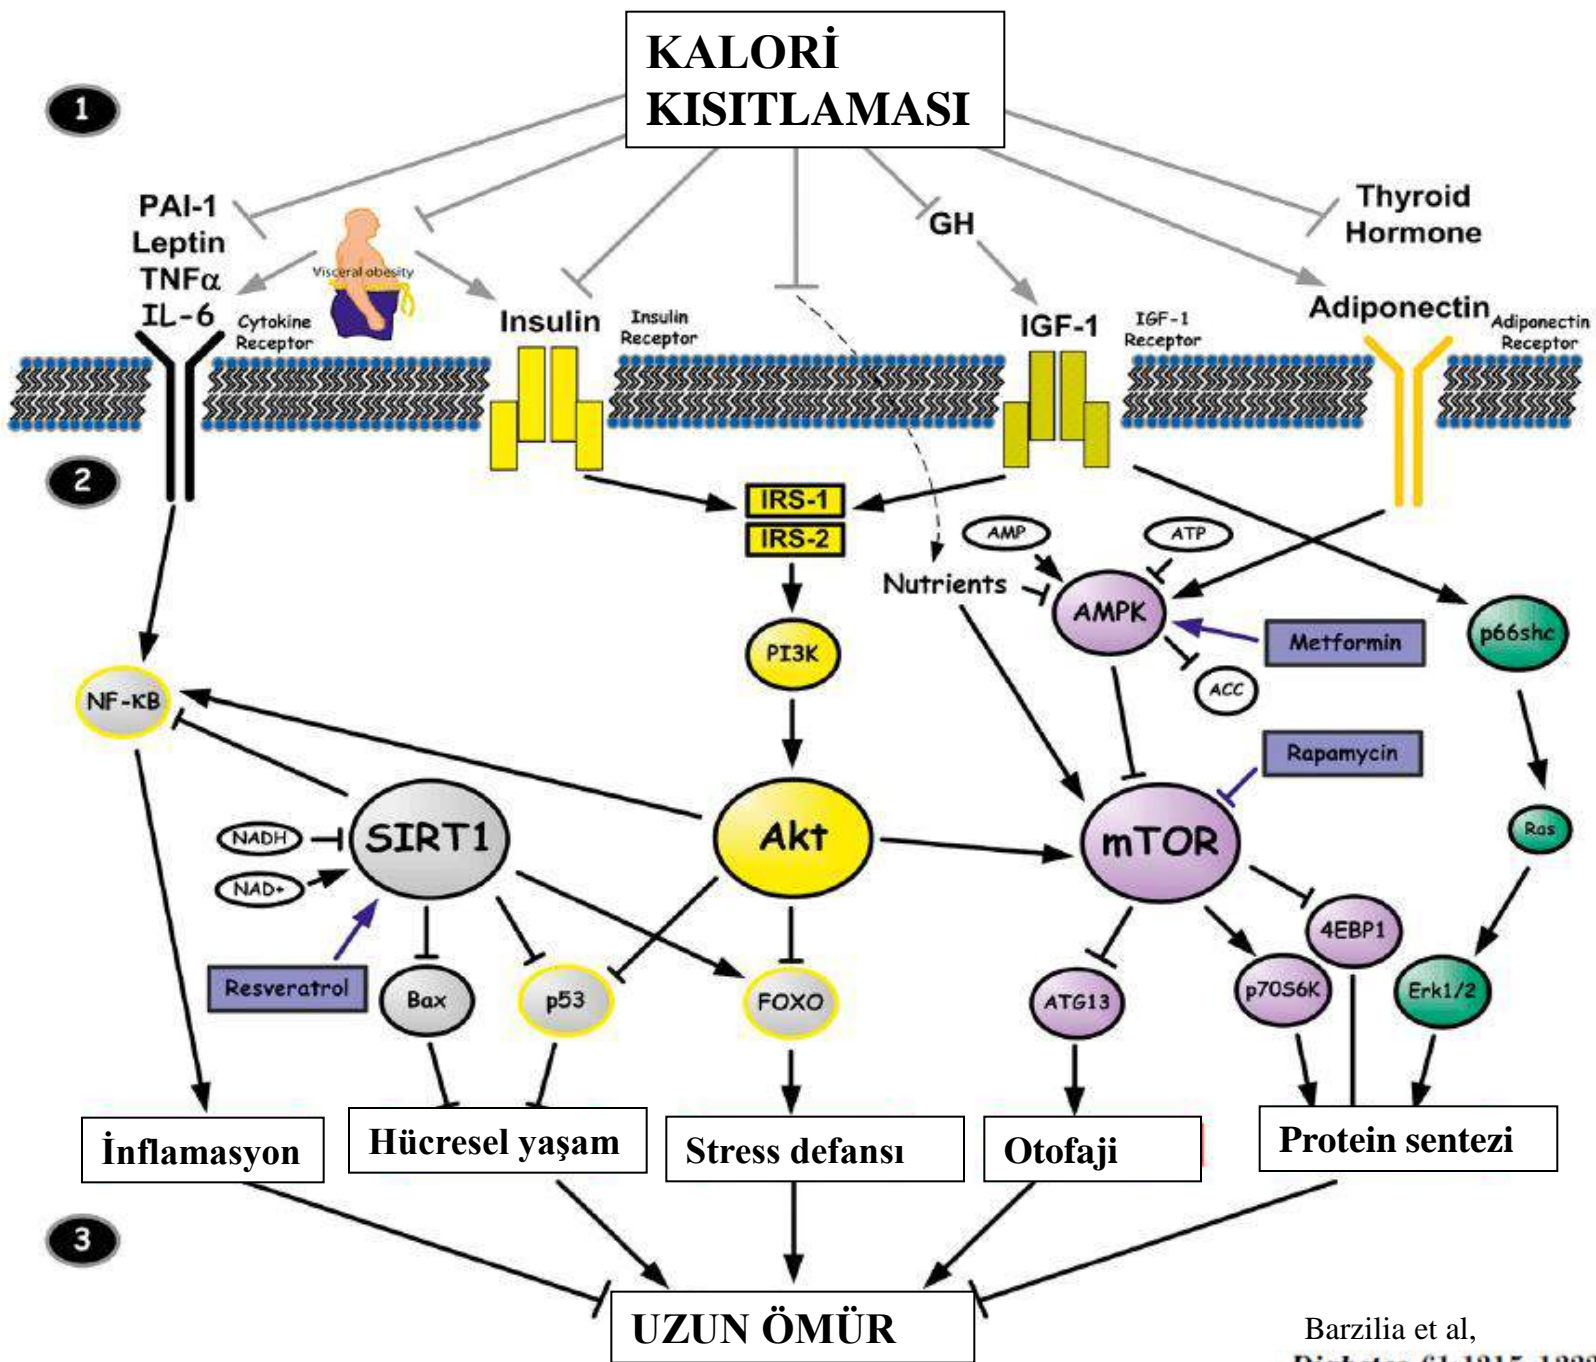 KALORİ
KISITLAMASI
1
PAI-1
Leptin
TNFα
IL-6
Visceral obesity
Cytokine
Receptor
Insulin
Insulin
Receptor
GH
IGF-1
IGF-1
Receptor
Thyroid
Hormone
Adiponectin
Adiponectin
Receptor
2
IRS-1
IRS-2
AMP
ATP
Nutrients
AMPK
Metformin
p66shc
PI3K
ACC
NF-κB
Rapamycin
NADH
SIRT1
NAD+
Akt
mTOR
Ras
4EBP1
Resveratrol
Bax
p53
FOXO
ATG13
p70S6K
Erk1/2
İnflamasyon
Hücresel yaşam
Stress defansı
Otofaji
Protein sentezi
3
UZUN ÖMÜR
Barzilia et al,